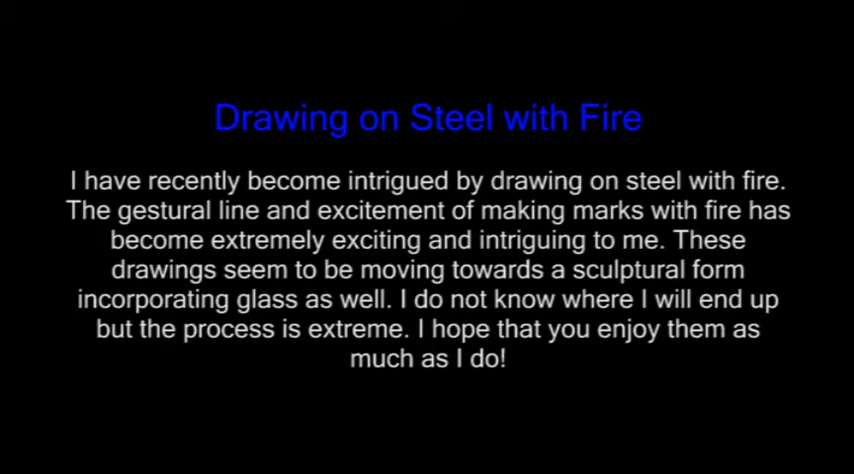 Drawing on Steel with Fire
I have recently become intrigued by drawing on steel with fire.
The gestural line and excitement of making marks with fire has
become extremely exciting and intriguing to me. These
drawings seem to be moving towards a sculptural form
incorporating glass as well. I do not know where I will end up
but the process is extreme. I hope that you enjoy them as
much as I do!